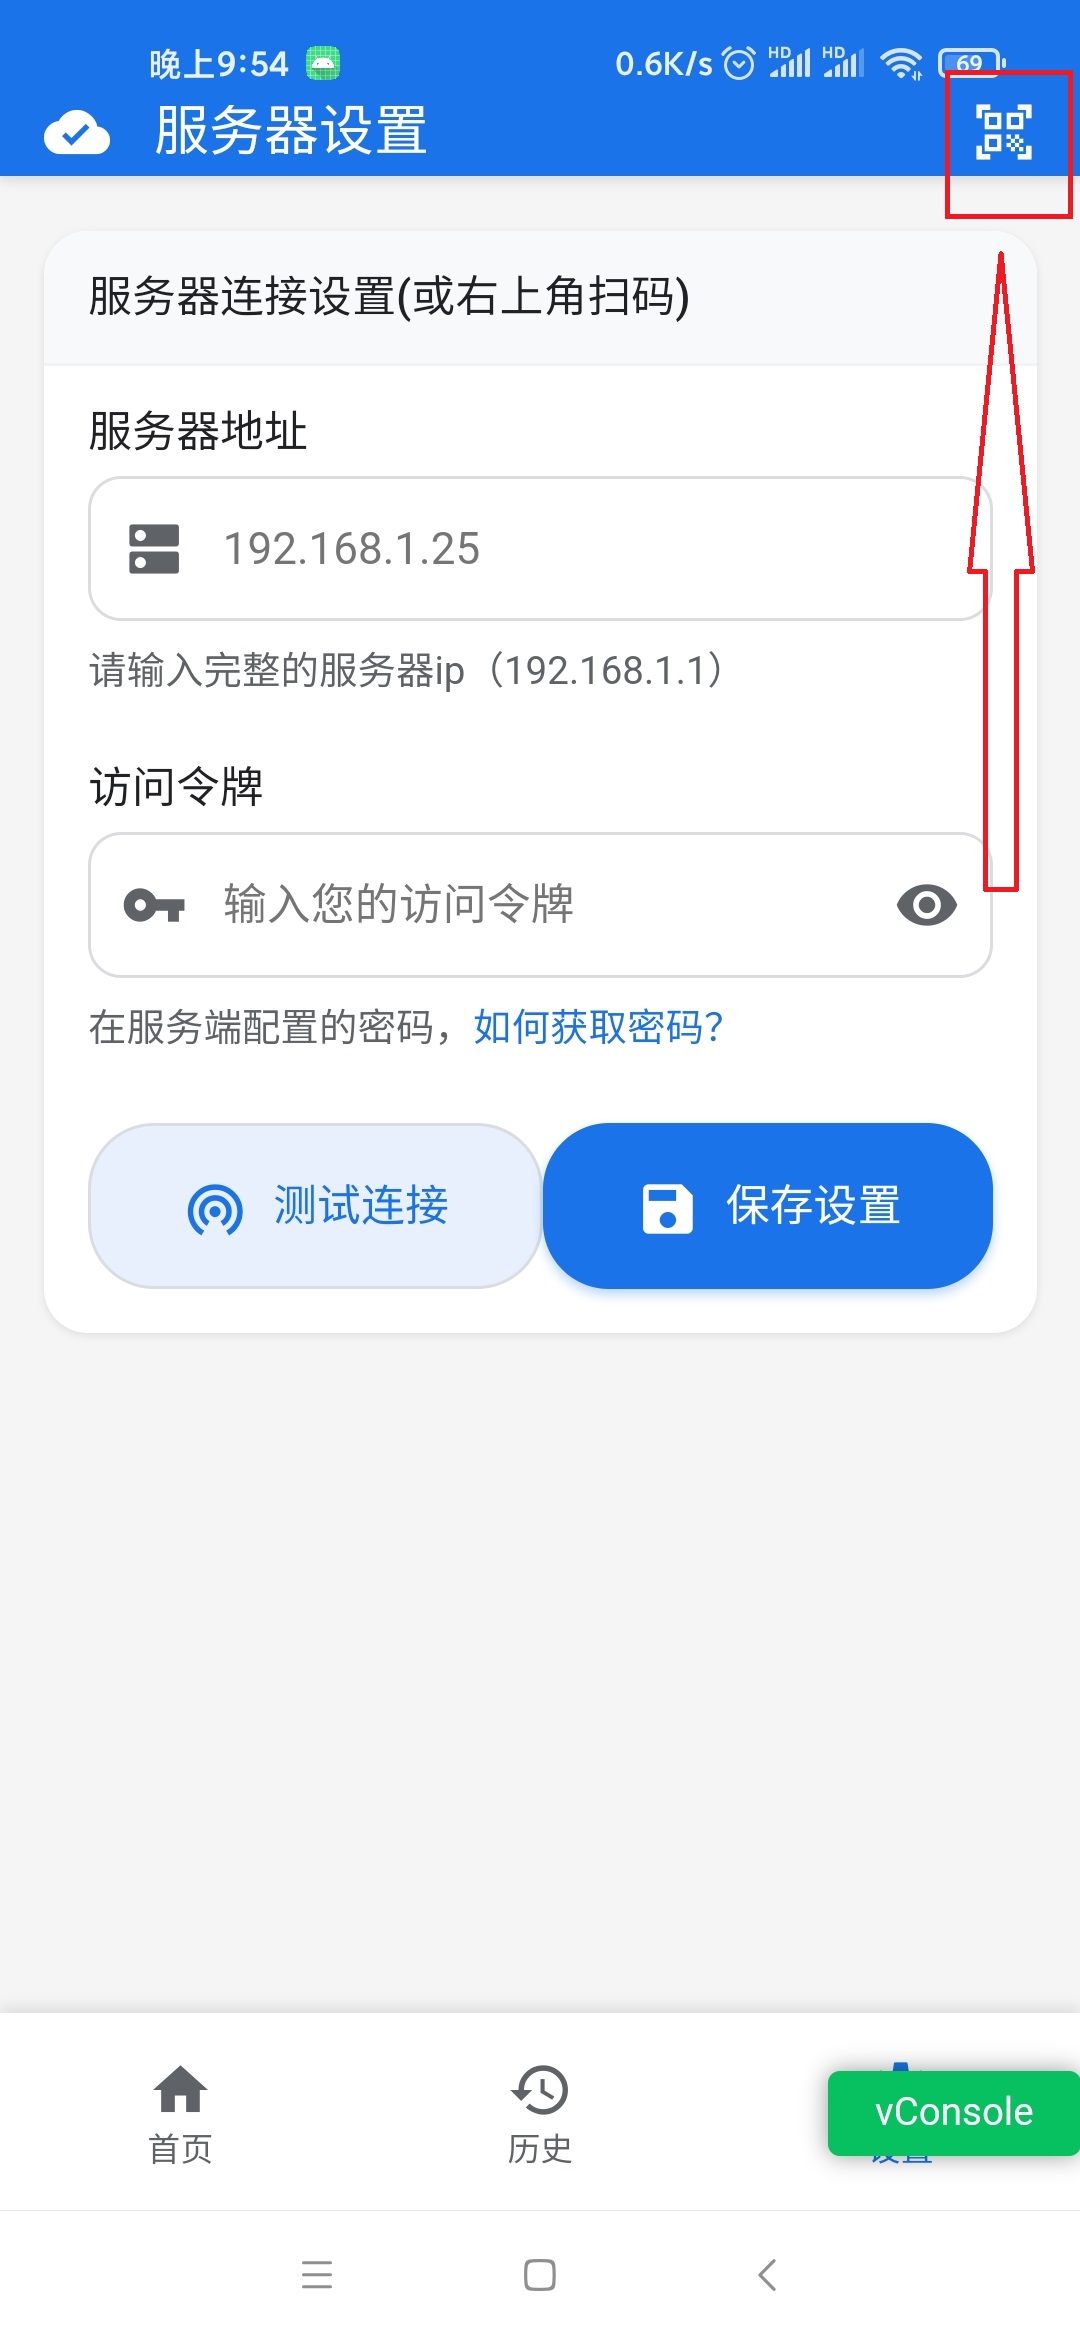 晚上9:54
0.6K/s HD HD 69
服务器设置
服务器连接设置(或右上角扫码)
服务器地址
192.168.1.25
请输入完整的服务器ip（192.168.1.1）
访问令牌
输入您的访问令牌
在服务端配置的密码，如何获取密码?
测试连接
保存设置
vConsole
首页
历史
设置